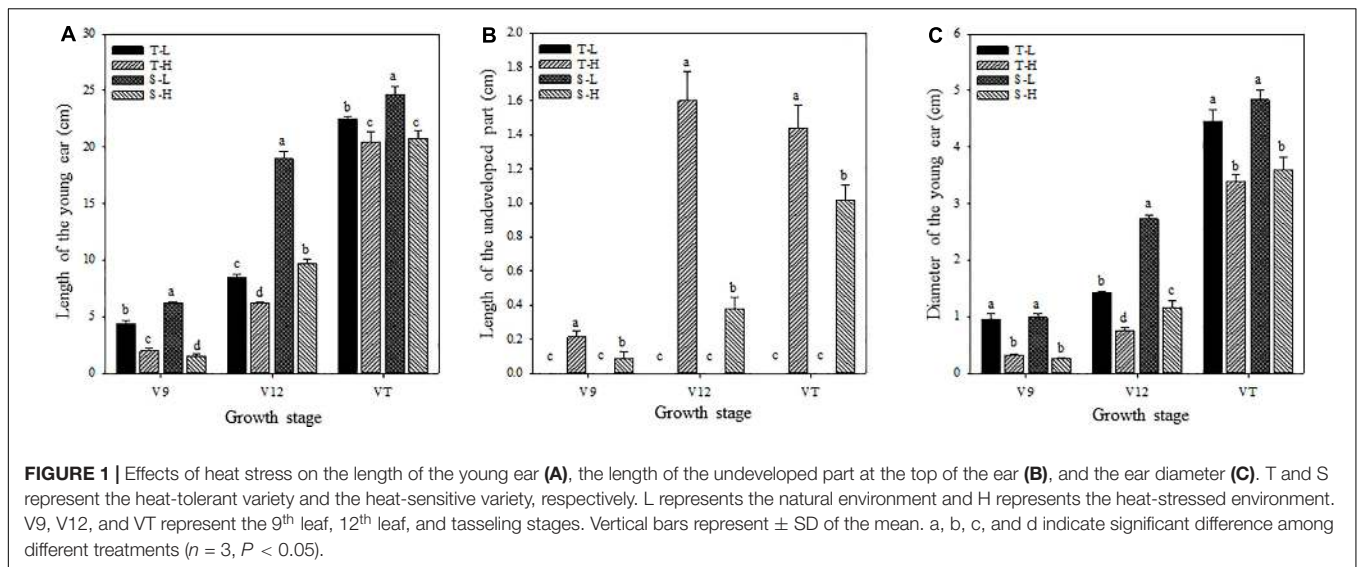 A
30
25
20
15
10
5
0
Length of the young ear (cm)
T-L
T-H
S-L
S-H
b
c
a
d
c
d
a
b
b
c
a
c
V9
V12
VT
Growth stage
B
2.0
1.8
1.6
1.4
1.2
1.0
0.8
0.6
0.4
0.2
0.0
Length of the undeveloped part (cm)
T-L
T-H
S-L
S-H
c
a
c
b
c
a
c
b
c
a
c
b
V9
V12
VT
Growth stage
C
6
5
4
3
2
1
0
Diameter of the young ear (cm)
T-L
T-H
S-L
S-H
a
b
a
b
b
d
a
c
a
b
a
b
V9
V12
VT
Growth stage
FIGURE 1 | Effects of heat stress on the length of the young ear (A), the length of the undeveloped part at the top of the ear (B), and the ear diameter (C). T and S
represent the heat-tolerant variety and the heat-sensitive variety, respectively. L represents the natural environment and H represents the heat-stressed environment.
V9, V12, and VT represent the 9th leaf, 12th leaf, and tasseling stages. Vertical bars represent ± SD of the mean. a, b, c, and d indicate significant difference among
different treatments (n = 3, P < 0.05).